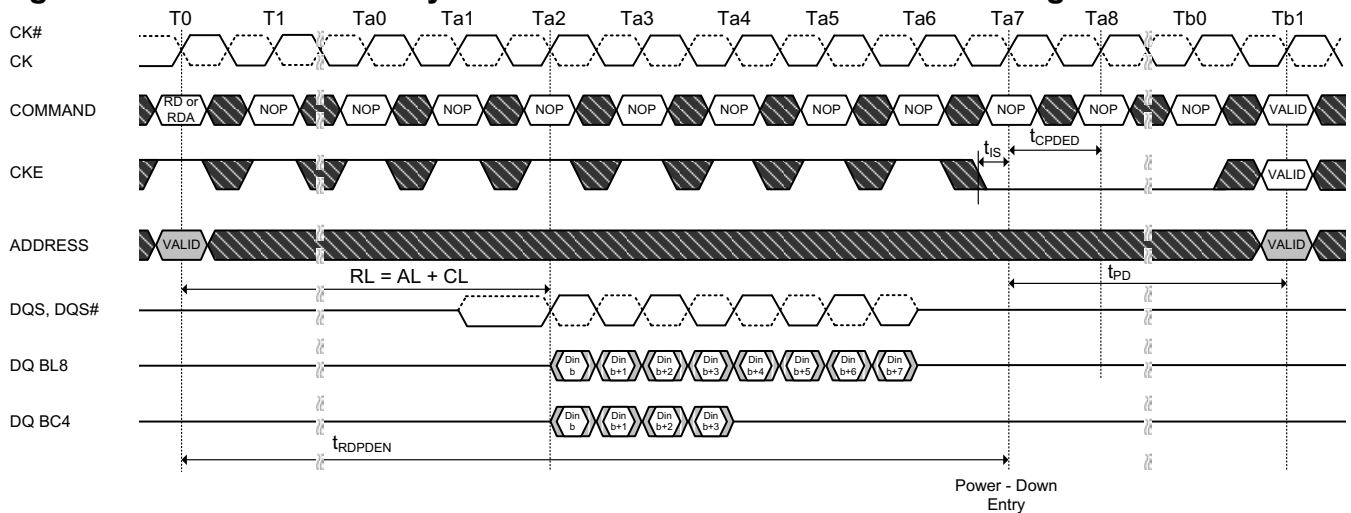 T0 T1 Ta0 Ta1 Ta2 Ta3 Ta4 Ta5 Ta6 Ta7 Ta8 Tb0 Tb1
CK#
CK
COMMAND
RD or
RDA
NOP NOP NOP NOP NOP NOP NOP NOP NOP NOP NOP VALID
tIS
tCPDED
CKE
VALID
ADDRESS
VALID
VALID
RL = AL + CL
tPD
DQS, DQS#
DQ BL8
Din Din Din Din Din Din Din Din
b b+1 b+2 b+3 b+4 b+5 b+6 b+7
DQ BC4
Din Din Din Din
b b+1 b+2 b+3
tRDPDEN
Power - Down
Entry